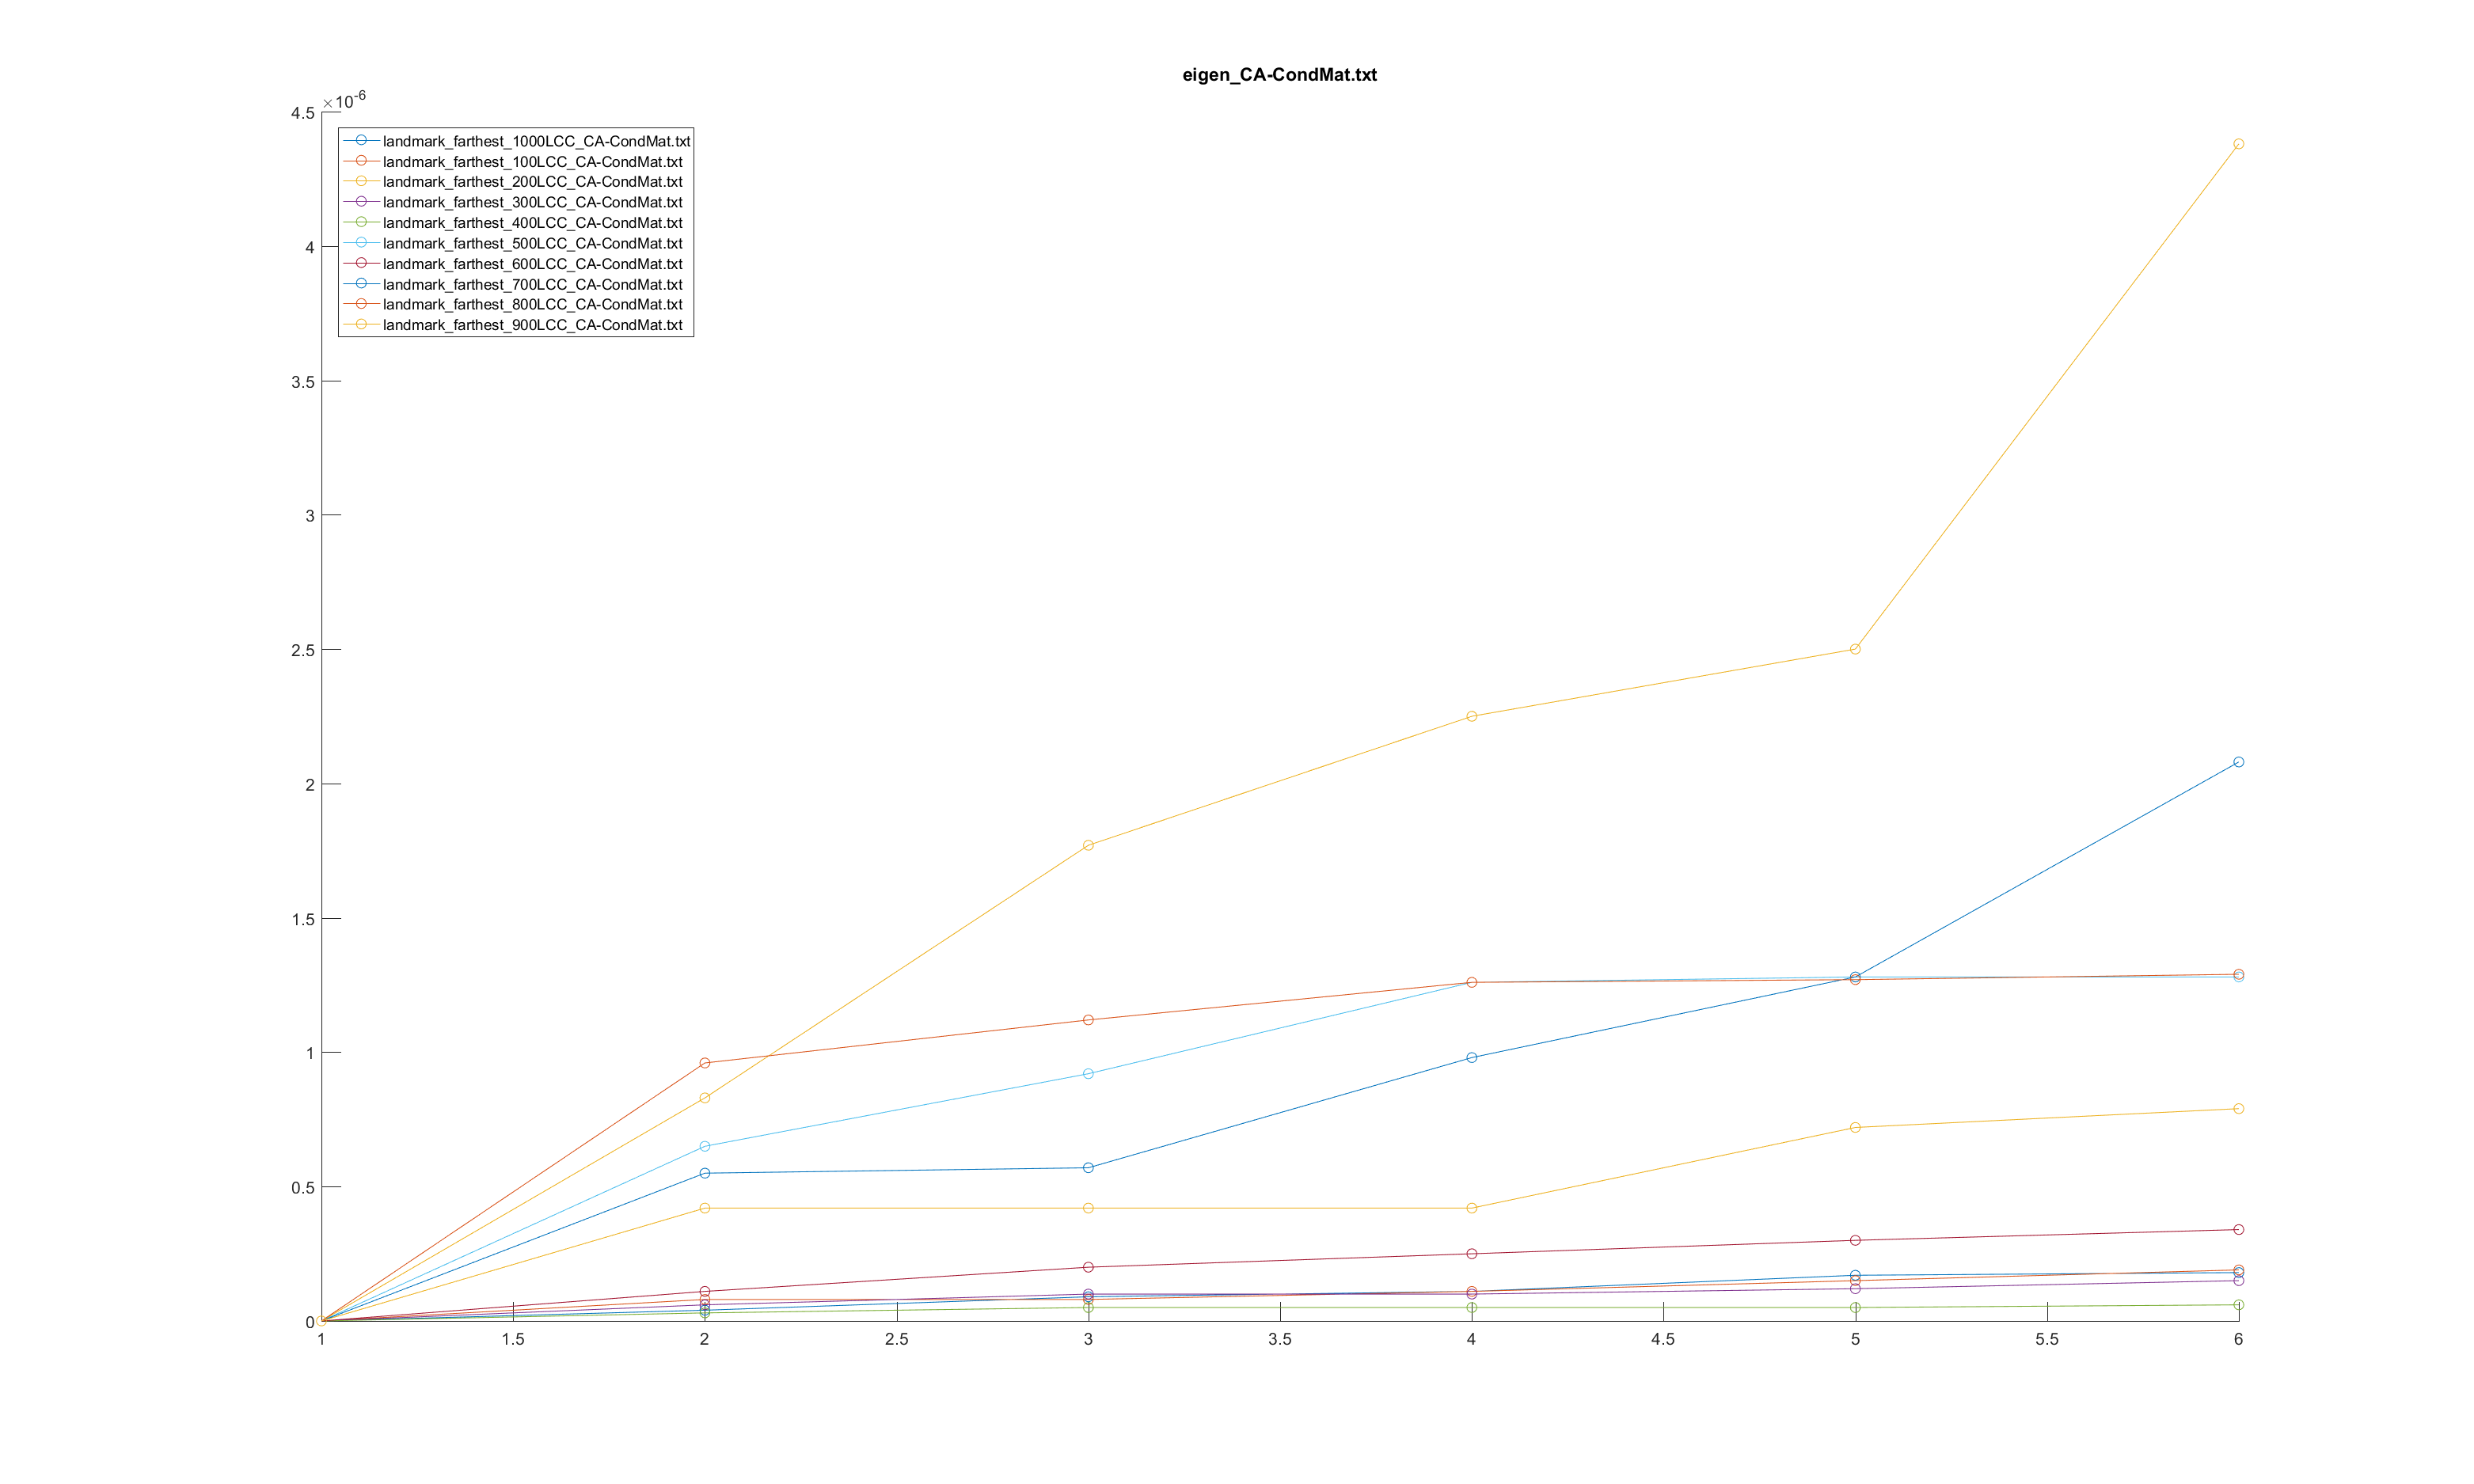 eigen_CA-CondMat.txt
×10-6
4.5
4
3.5
3
2.5
2
1.5
1
0.5
0
landmark_farthest_1000LCC_CA-CondMat.txt
landmark_farthest_100LCC_CA-CondMat.txt
landmark_farthest_200LCC_CA-CondMat.txt
landmark_farthest_300LCC_CA-CondMat.txt
landmark_farthest_400LCC_CA-CondMat.txt
landmark_farthest_500LCC_CA-CondMat.txt
landmark_farthest_600LCC_CA-CondMat.txt
landmark_farthest_700LCC_CA-CondMat.txt
landmark_farthest_800LCC_CA-CondMat.txt
landmark_farthest_900LCC_CA-CondMat.txt
1 1.5 2 2.5 3 3.5 4 4.5 5 5.5 6